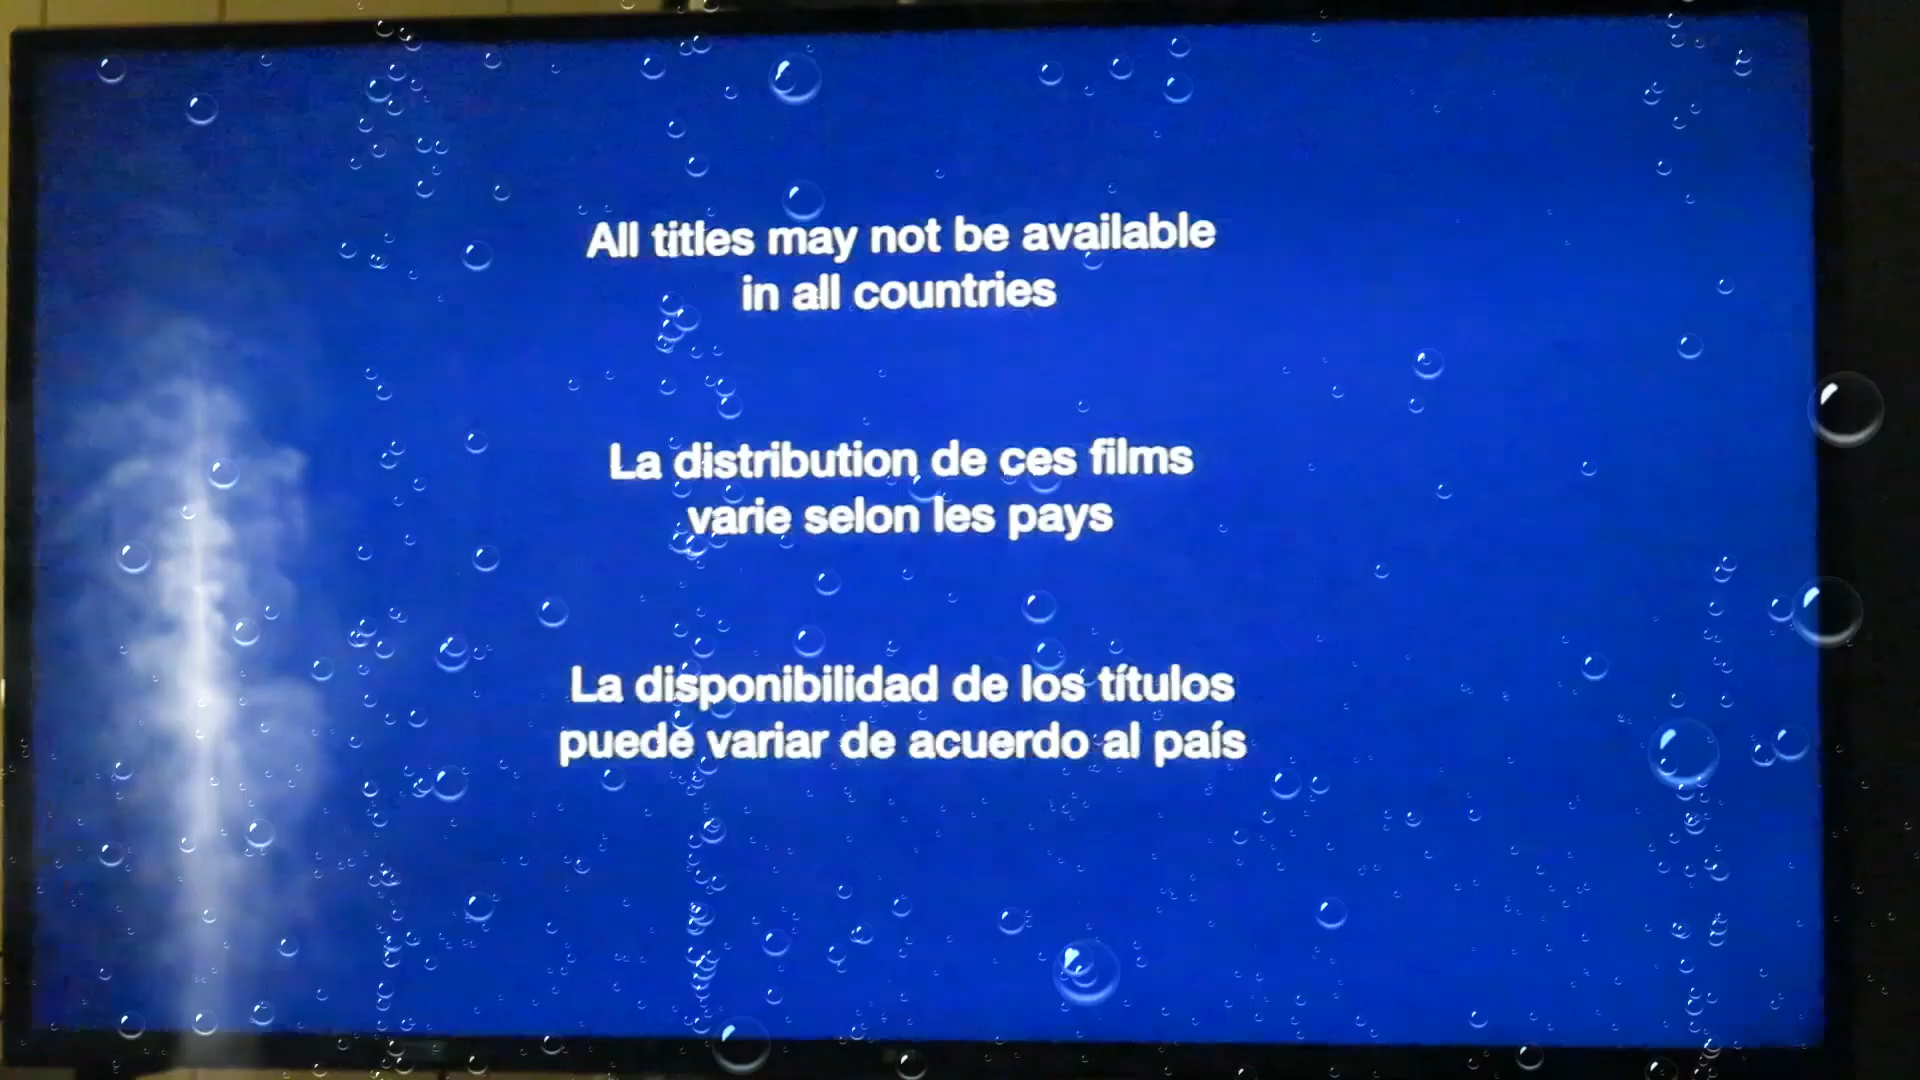 All titles may not be available
in all countries
La distribution de ces films
varie selon les pays
La disponibilidad de los títulos
puede variar de acuerdo al país